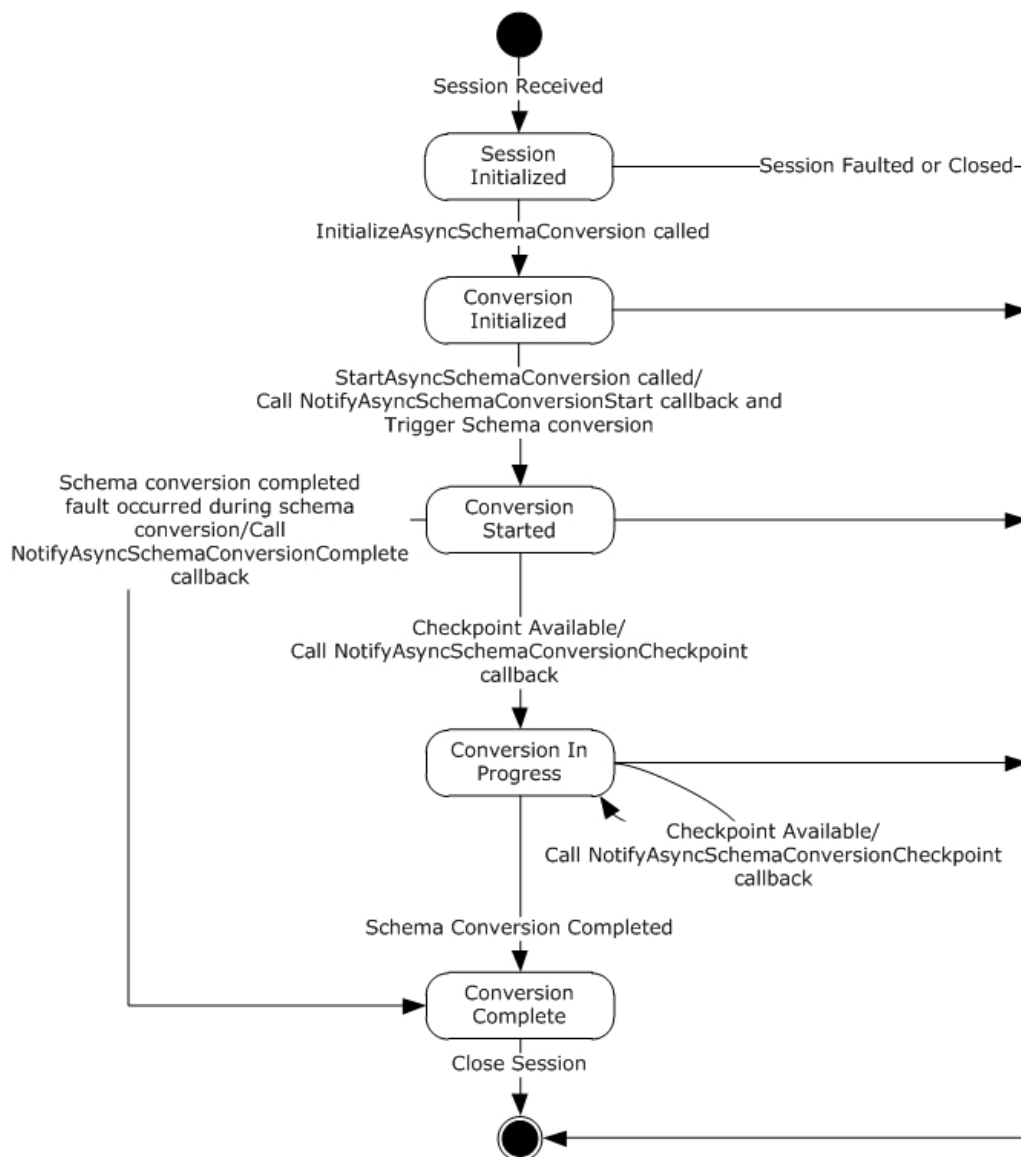 Session Received
Session
Initialized
Session Faulted or Closed
InitializeAsyncSchemaConversion called
Conversion
Initialized
StartAsyncSchemaConversion called/
Call NotifyAsyncSchemaConversionStart callback and
Trigger Schema conversion
Schema conversion completed
fault occurred during schema
conversion/Call
NotifyAsyncSchemaConversionComplete
callback
Conversion
Started
Checkpoint Available/
Call NotifyAsyncSchemaConversionCheckpoint
callback
Conversion In
Progress
Checkpoint Available/
Call NotifyAsyncSchemaConversionCheckpoint
callback
Schema Conversion Completed
Conversion
Complete
Close Session